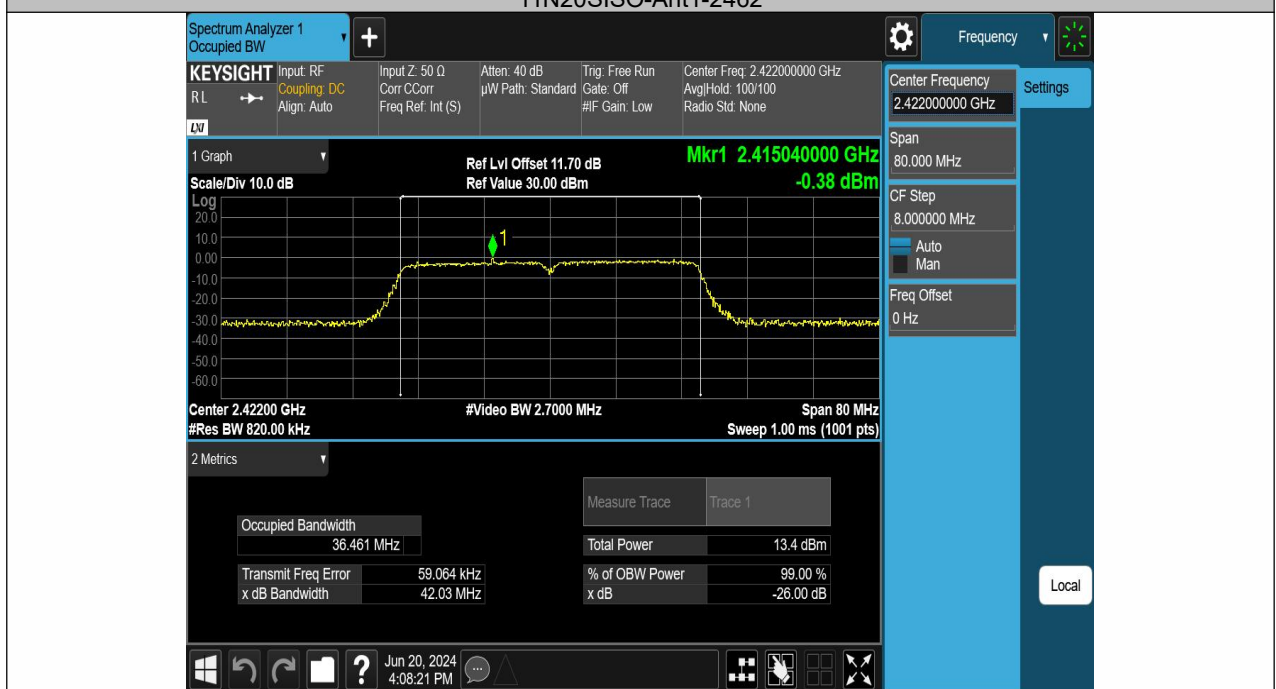 11N20SISO-Ant1-2462
Spectrum Analyzer 1
Occupied BW
+
Frequency
KEYSIGHT
RL
LXI
Input: RF
Coupling: DC
Align: Auto
Input Z: 50 Ω
Corr CCorr
Freq Ref: Int (S)
Atten: 40 dB
µW Path: Standard
Trig: Free Run
Gate: Off
#IF Gain: Low
Center Freq: 2.422000000 GHz
Avg|Hold: 100/100
Radio Std: None
Center Frequency
2.422000000 GHz
Settings
Span
80.000 MHz
CF Step
8.000000 MHz
Auto
Man
Freq Offset
0 Hz
Local
1 Graph
Scale/Div 10.0 dB
Ref Lvl Offset 11.70 dB
Ref Value 30.00 dBm
Mkr1 2.415040000 GHz
-0.38 dBm
Log
20.0
10.0
0.00
-10.0
-20.0
-30.0
-40.0
-50.0
-60.0
1
Center 2.42200 GHz
#Video BW 2.7000 MHz
Span 80 MHz
#Res BW 820.00 kHz
Sweep 1.00 ms (1001 pts)
2 Metrics
Measure Trace Trace 1
Occupied Bandwidth
36.461 MHz
Total Power 13.4 dBm
Transmit Freq Error 59.064 kHz
% of OBW Power 99.00 %
x dB Bandwidth 42.03 MHz
x dB -26.00 dB
?
Jun 20, 2024
4:08:21 PM